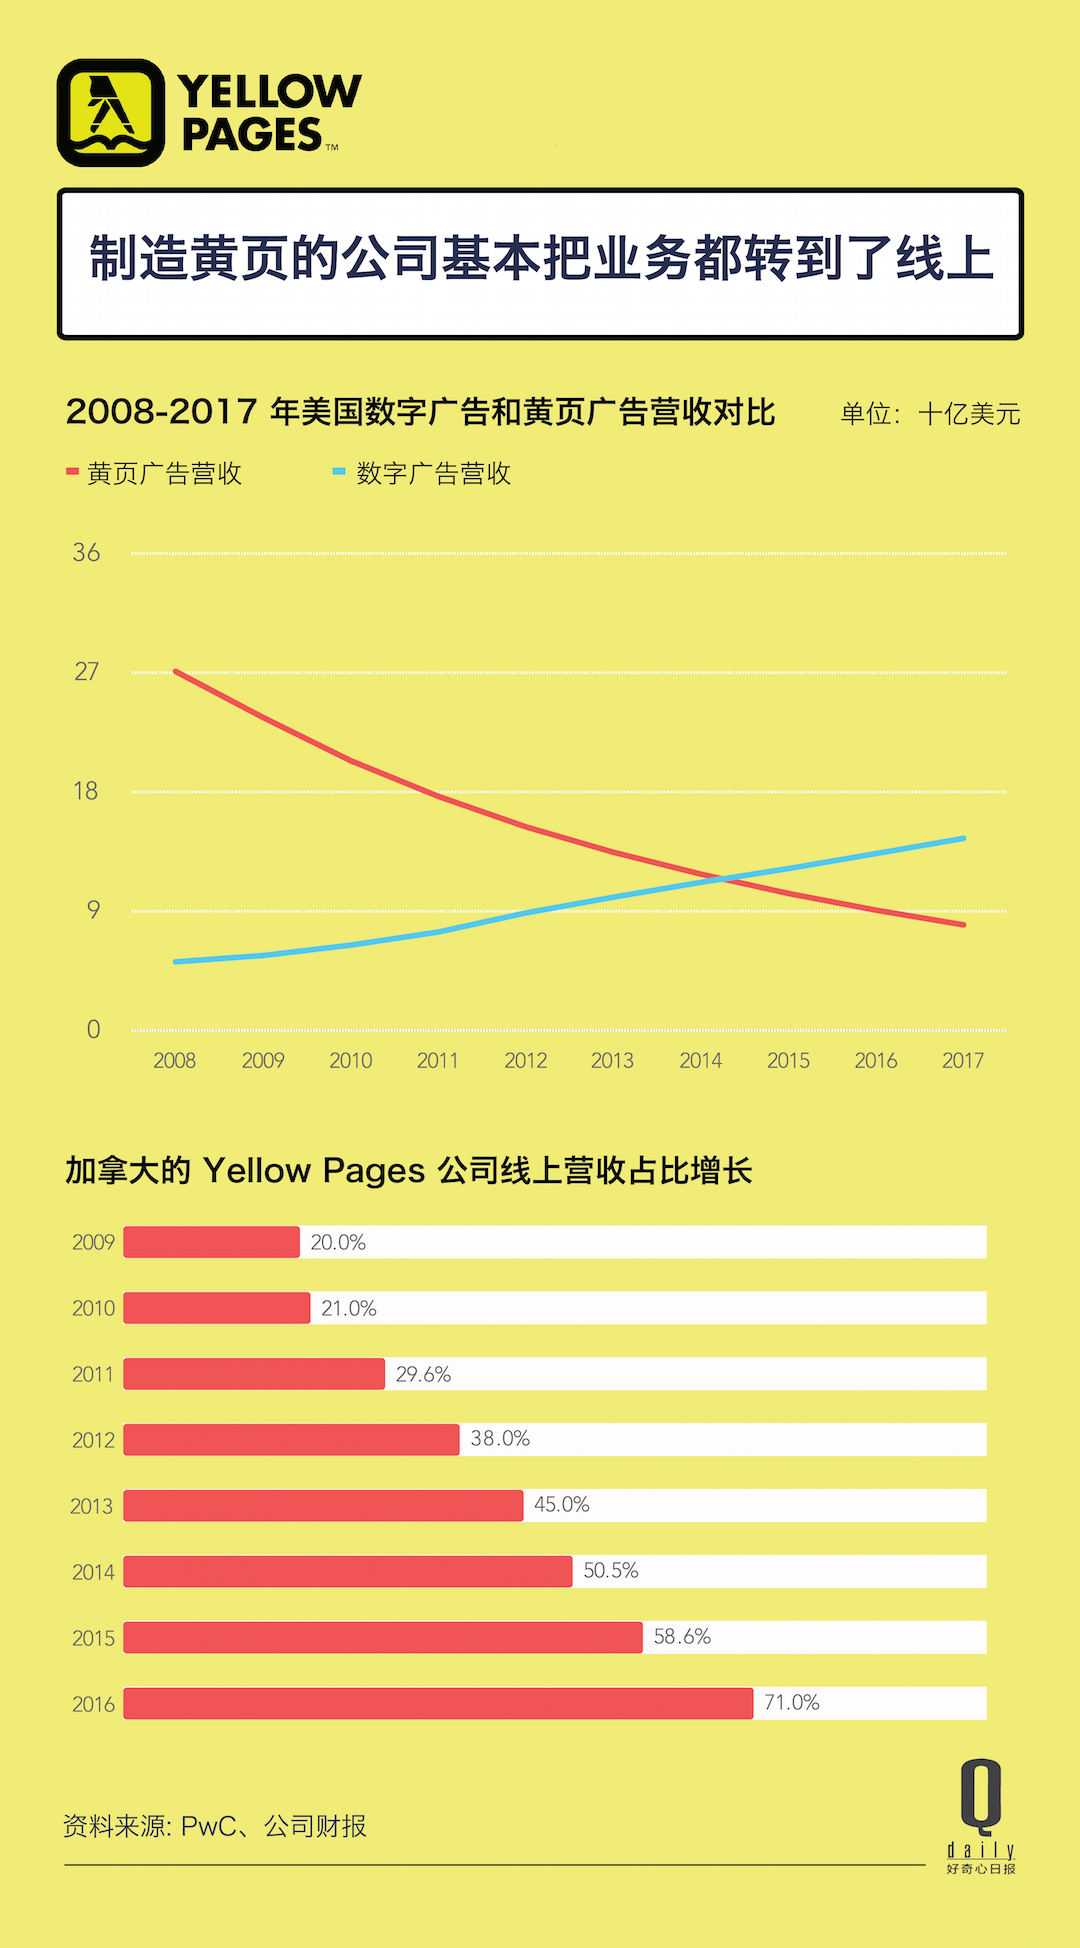 YELLOW
PAGES™
制造黄页的公司基本把业务都转到了线上
2008-2017 年美国数字广告和黄页广告营收对比
单位：十亿美元
黄页广告营收
数字广告营收
36
27
18
9
0
2008 2009 2010 2011 2012 2013 2014 2015 2016 2017
加拿大的 Yellow Pages 公司线上营收占比增长
2009 20.0%
2010 21.0%
2011 29.6%
2012 38.0%
2013 45.0%
2014 50.5%
2015 58.6%
2016 71.0%
资料来源: PwC、公司财报
Q
daily
好奇心日报